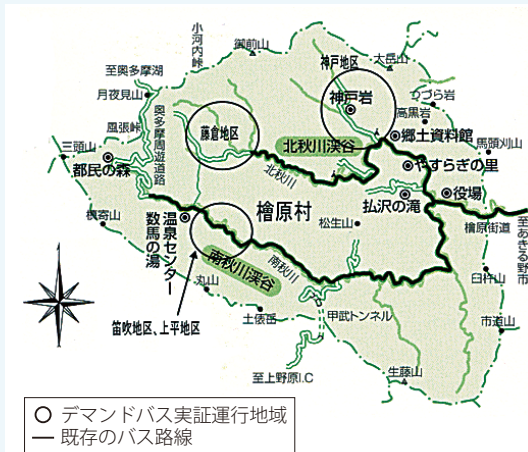 小河内峠
御前山
神戸地区
大岳山
至奥多摩湖
月夜見山
つづら岩
奥多摩周遊道路
神戸岩
高黒岩
風張峠
藤倉地区
三頭山
北秋川渓谷
郷土資料館
馬頭刈山
都民の森
北秋川
やすらぎの里
払沢の滝
役場
檜原村
槇寄山
温泉センター
数馬の湯
松生山
檜原街道
至あきる野市
南秋川
南秋川渓谷
丸山
臼杵山
笛吹地区、上平地区
土俵岳
甲武トンネル
市道山
至上野原I.C
生藤山
デマンドバス実証運行地域
既存のバス路線